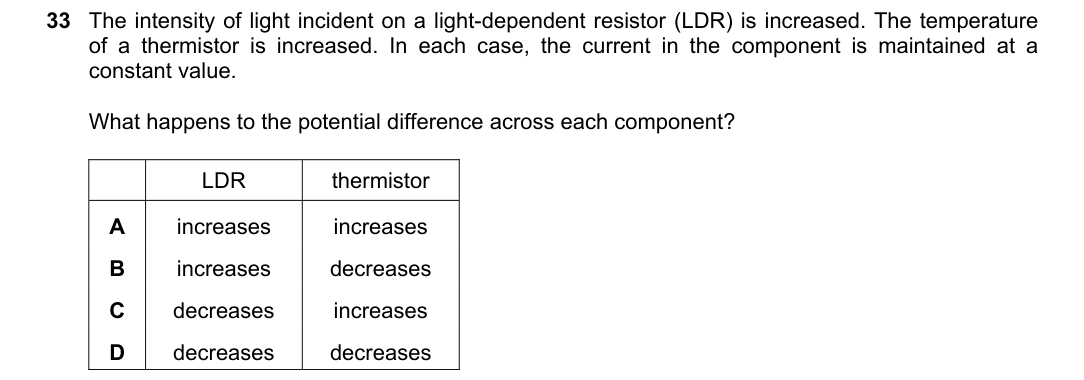 33 The intensity of light incident on a light-dependent resistor (LDR) is increased. The temperature
of a thermistor is increased. In each case, the current in the component is maintained at a
constant value.
What happens to the potential difference across each component?
LDR thermistor
A increases increases
B increases decreases
C decreases increases
D decreases decreases